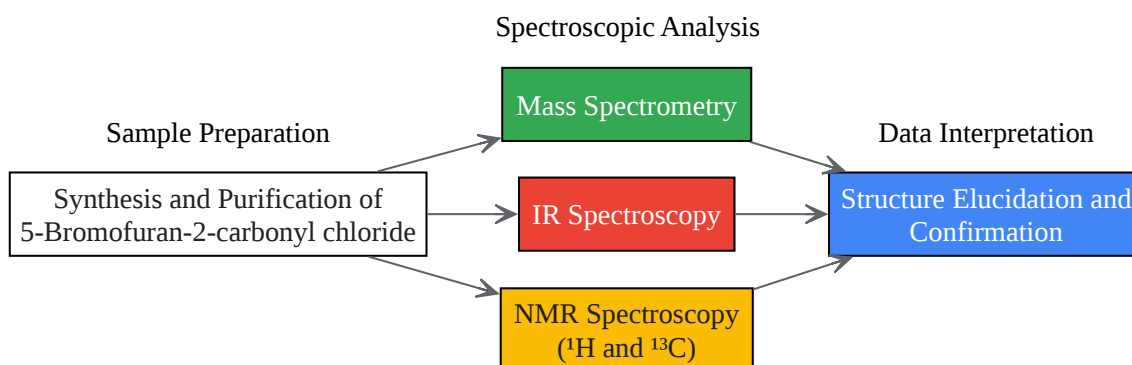 Spectroscopic Analysis
Mass Spectrometry
Sample Preparation
Data Interpretation
Synthesis and Purification of
5-Bromofuran-2-carbonyl chloride
IR Spectroscopy
Structure Elucidation and
Confirmation
NMR Spectroscopy
(¹H and ¹³C)